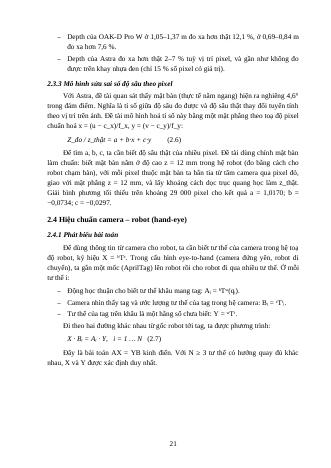 – Depth của OAK-D Pro W ở 1,05–1,37 m đo xa hơn thật 12,1 %, ở 0,69–0,84 m
đo xa hơn 7,6 %.
– Depth của Astra đo xa hơn thật 2–7 % tuỳ vị trí pixel, và gần như không đo
được trên khay nhựa đen (chỉ 15 % số pixel có giá trị).
2.3.3 Mô hình sửa sai số độ sâu theo pixel
Với Astra, đề tài quan sát thấy mặt bàn (thực tế nằm ngang) hiện ra nghiêng 4,6°
trong đám điểm. Nghĩa là tỉ số giữa độ sâu đo được và độ sâu thật thay đổi tuyến tính
theo vị trí trên ảnh. Đề tài mô hình hoá tỉ số này bằng một mặt phẳng theo toạ độ pixel
chuẩn hoá x = (u − c_x)/f_x, y = (v − c_y)/f_y:
Z_đo / z_thật = a + b·x + c·y (2.6)
Để tìm a, b, c, ta cần biết độ sâu thật của nhiều pixel. Đề tài dùng chính mặt bàn
làm chuẩn: biết mặt bàn nằm ở độ cao z = 12 mm trong hệ robot (đo bằng cách cho
robot chạm bàn), với mỗi pixel thuộc mặt bàn ta bắn tia từ tâm camera qua pixel đó,
giao với mặt phẳng z = 12 mm, và lấy khoảng cách dọc trục quang học làm z_thật.
Giải bình phương tối thiểu trên khoảng 29 000 pixel cho kết quả a = 1,0170; b =
−0,0734; c = −0,0297.
2.4 Hiệu chuẩn camera – robot (hand-eye)
2.4.1 Phát biểu bài toán
Để dùng thông tin từ camera cho robot, ta cần biết tư thế của camera trong hệ toạ
độ robot, ký hiệu X = ᵇTᶜ. Trong cấu hình eye-to-hand (camera đứng yên, robot di
chuyển), ta gắn một mốc (AprilTag) lên robot rồi cho robot đi qua nhiều tư thế. Ở mỗi
tư thế i:
– Động học thuận cho biết tư thế khâu mang tag: Aᵢ = ᵇTʷ(qᵢ).
– Camera nhìn thấy tag và ước lượng tư thế của tag trong hệ camera: Bᵢ = ᶜTᵗᵢ.
– Tư thế của tag trên khâu là một hằng số chưa biết: Y = ʷTᵗ.
Đi theo hai đường khác nhau từ gốc robot tới tag, ta được phương trình:
X · Bᵢ = Aᵢ · Y, i = 1 … N (2.7)
Đây là bài toán AX = YB kinh điển. Với N ≥ 3 tư thế có hướng quay đủ khác
nhau, X và Y được xác định duy nhất.
21